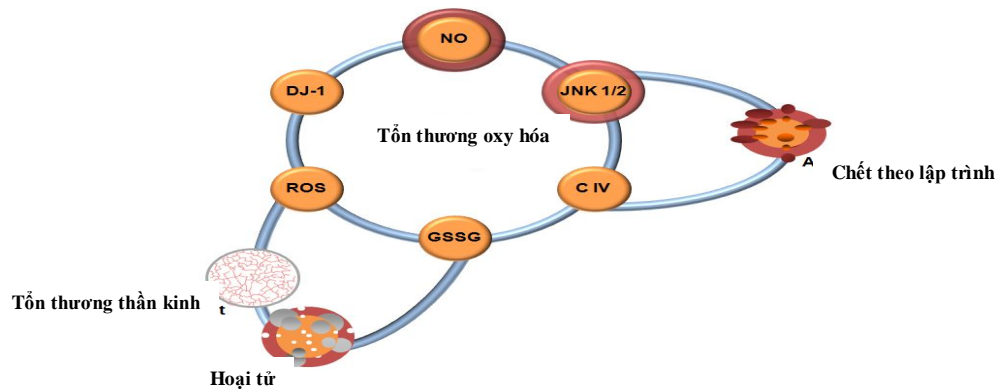 NO
DJ-1
JNK 1/2
Tổn thương oxy hóa
A
Chết theo lập trình
ROS
C IV
GSSG
Tổn thương thần kinh
t
Hoại tử